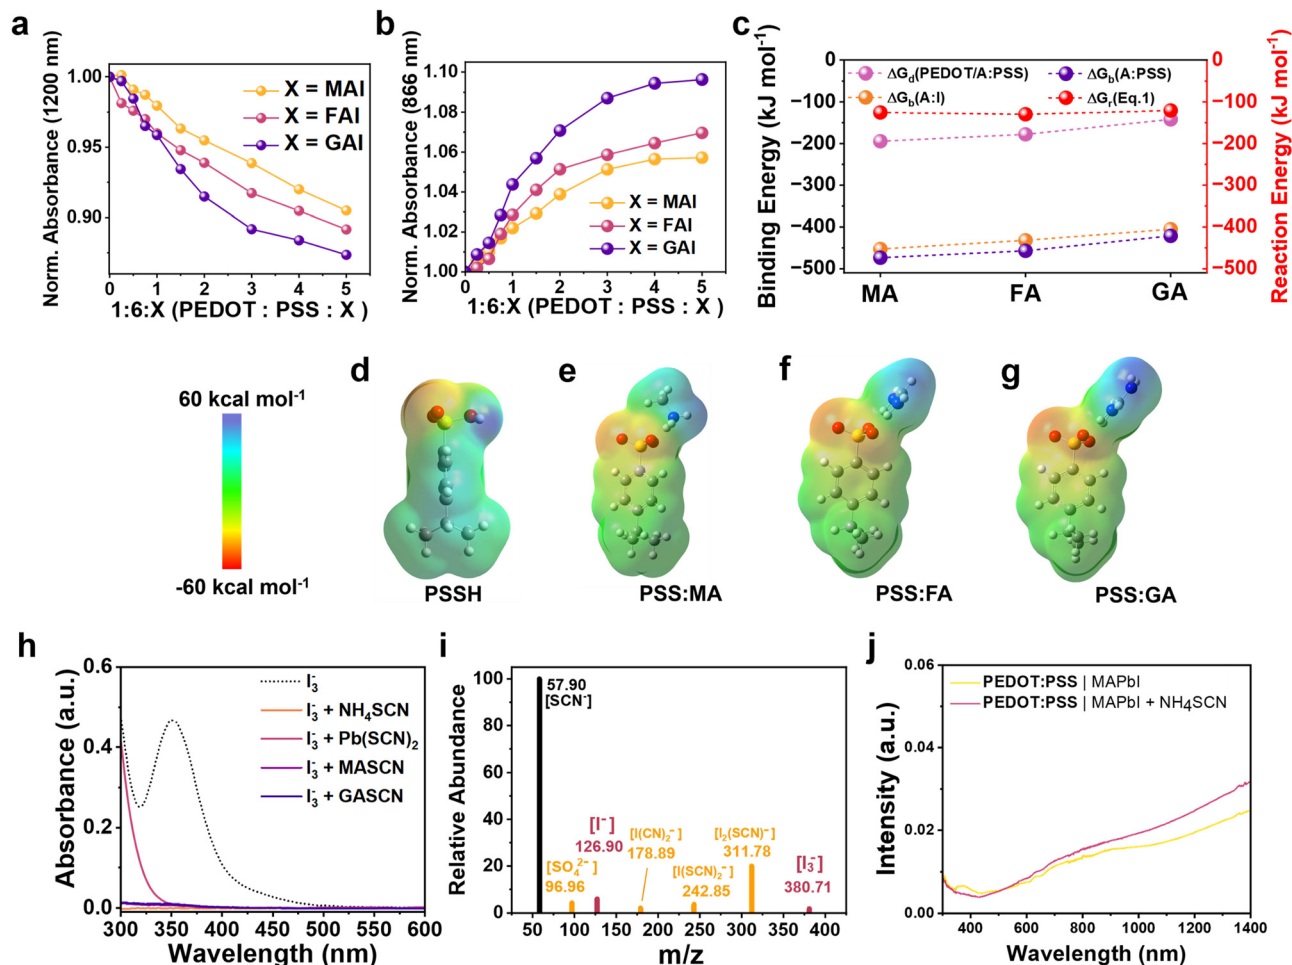 a
Norm. Absorbance (1200 nm)
1.00
0.95
0.90
X = MAI
X = FAI
X = GAI
0 1 2 3 4 5
1:6:X (PEDOT : PSS : X )
b
Norm. Absorbance (866 nm)
1.10
1.08
1.06
1.04
1.02
1.00
X = MAI
X = FAI
X = GAI
0 1 2 3 4 5
1:6:X (PEDOT : PSS : X )
c
Binding Energy (kJ mol⁻¹)
0
−100
−200
−300
−400
−500
ΔG_d(PEDOT/A:PSS)
ΔG_b(A:PSS)
ΔG_b(A:I)
ΔG_r(Eq.1)
0
−100
−200
−300
−400
−500
Reaction Energy (kJ mol⁻¹)
MA FA GA
60 kcal mol⁻¹
-60 kcal mol⁻¹
d
PSSH
e
PSS:MA
f
PSS:FA
g
PSS:GA
h
Absorbance (a.u.)
0.6
0.4
0.2
0.0
I₃⁻
I₃⁻ + NH₄SCN
I₃⁻ + Pb(SCN)₂
I₃⁻ + MASCN
I₃⁻ + GASCN
300 350 400 450 500 550 600
Wavelength (nm)
i
Relative Abundance
100
80
60
40
20
0
57.90
[SCN⁻]
[SO₄²⁻]
96.96
[I⁻]
126.90
[I(CN)₂⁻]
178.89
[I(SCN)₂⁻]
242.85
[I₂(SCN)⁻]
311.78
[I₃⁻]
380.71
50 100 150 200 250 300 350 400
m/z
j
Intensity (a.u.)
0.06
0.04
0.02
0.00
PEDOT:PSS | MAPbI
PEDOT:PSS | MAPbI + NH₄SCN
400 600 800 1000 1200 1400
Wavelength (nm)